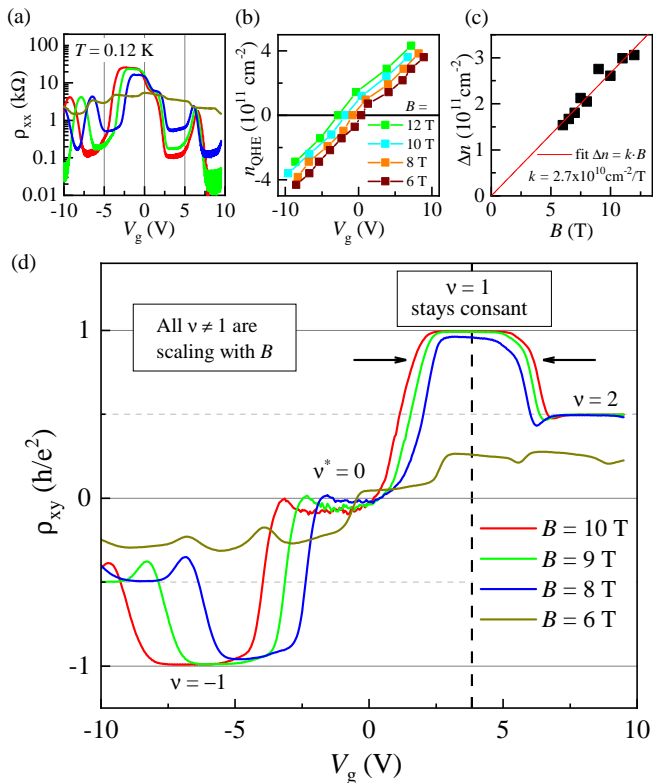 (a)
T = 0.12 K
100
10
1
0.1
0.01
ρxx (kΩ)
-10 -5 0 5 10
Vg (V)
(b)
4
0
-4
nQHE (10^11 cm^-2)
B =
12 T
10 T
8 T
6 T
-10 -5 0 5 10
Vg (V)
(c)
3
2
1
0
Δn (10^11 cm^-2)
fit Δn = k·B
k = 2.7x10^10cm^-2/T
0 5 10
B (T)
(d)
ν = 1
stays consant
All ν ≠ 1 are
scaling with B
1
0
-1
ρxy (h/e^2)
ν = 2
ν* = 0
B = 10 T
B = 9 T
B = 8 T
B = 6 T
ν = −1
-10 -5 0 5 10
Vg (V)